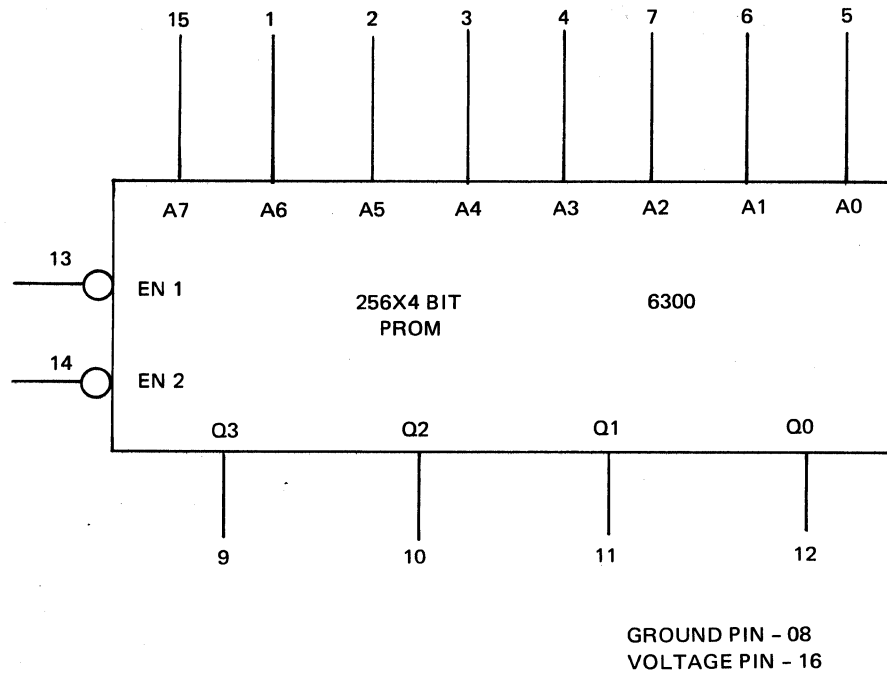 15 1 2 3 4 7 6 5
A7 A6 A5 A4 A3 A2 A1 A0
13
EN 1
256X4 BIT
PROM
6300
14
EN 2
Q3 Q2 Q1 Q0
9 10 11 12
GROUND PIN – 08
VOLTAGE PIN – 16